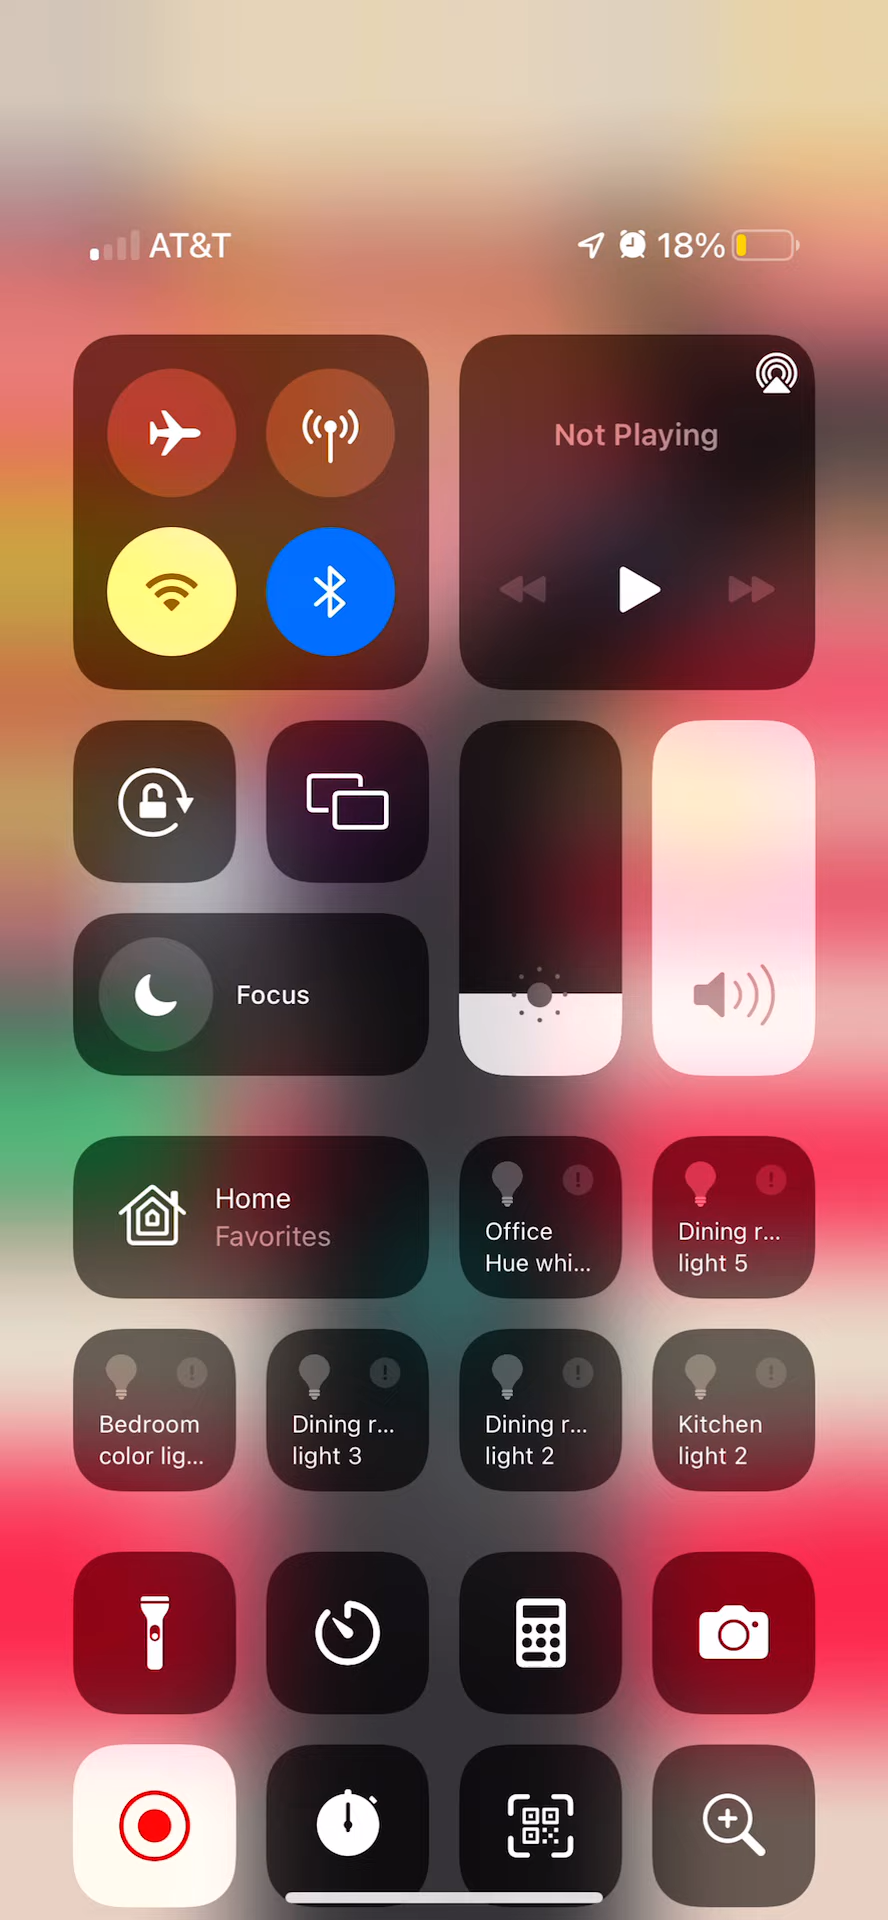 AT&T 18%
Not Playing
Focus
Home
Favorites
Office
Hue whi...
Dining r...
light 5
Bedroom
color lig...
Dining r...
light 3
Dining r...
light 2
Kitchen
light 2